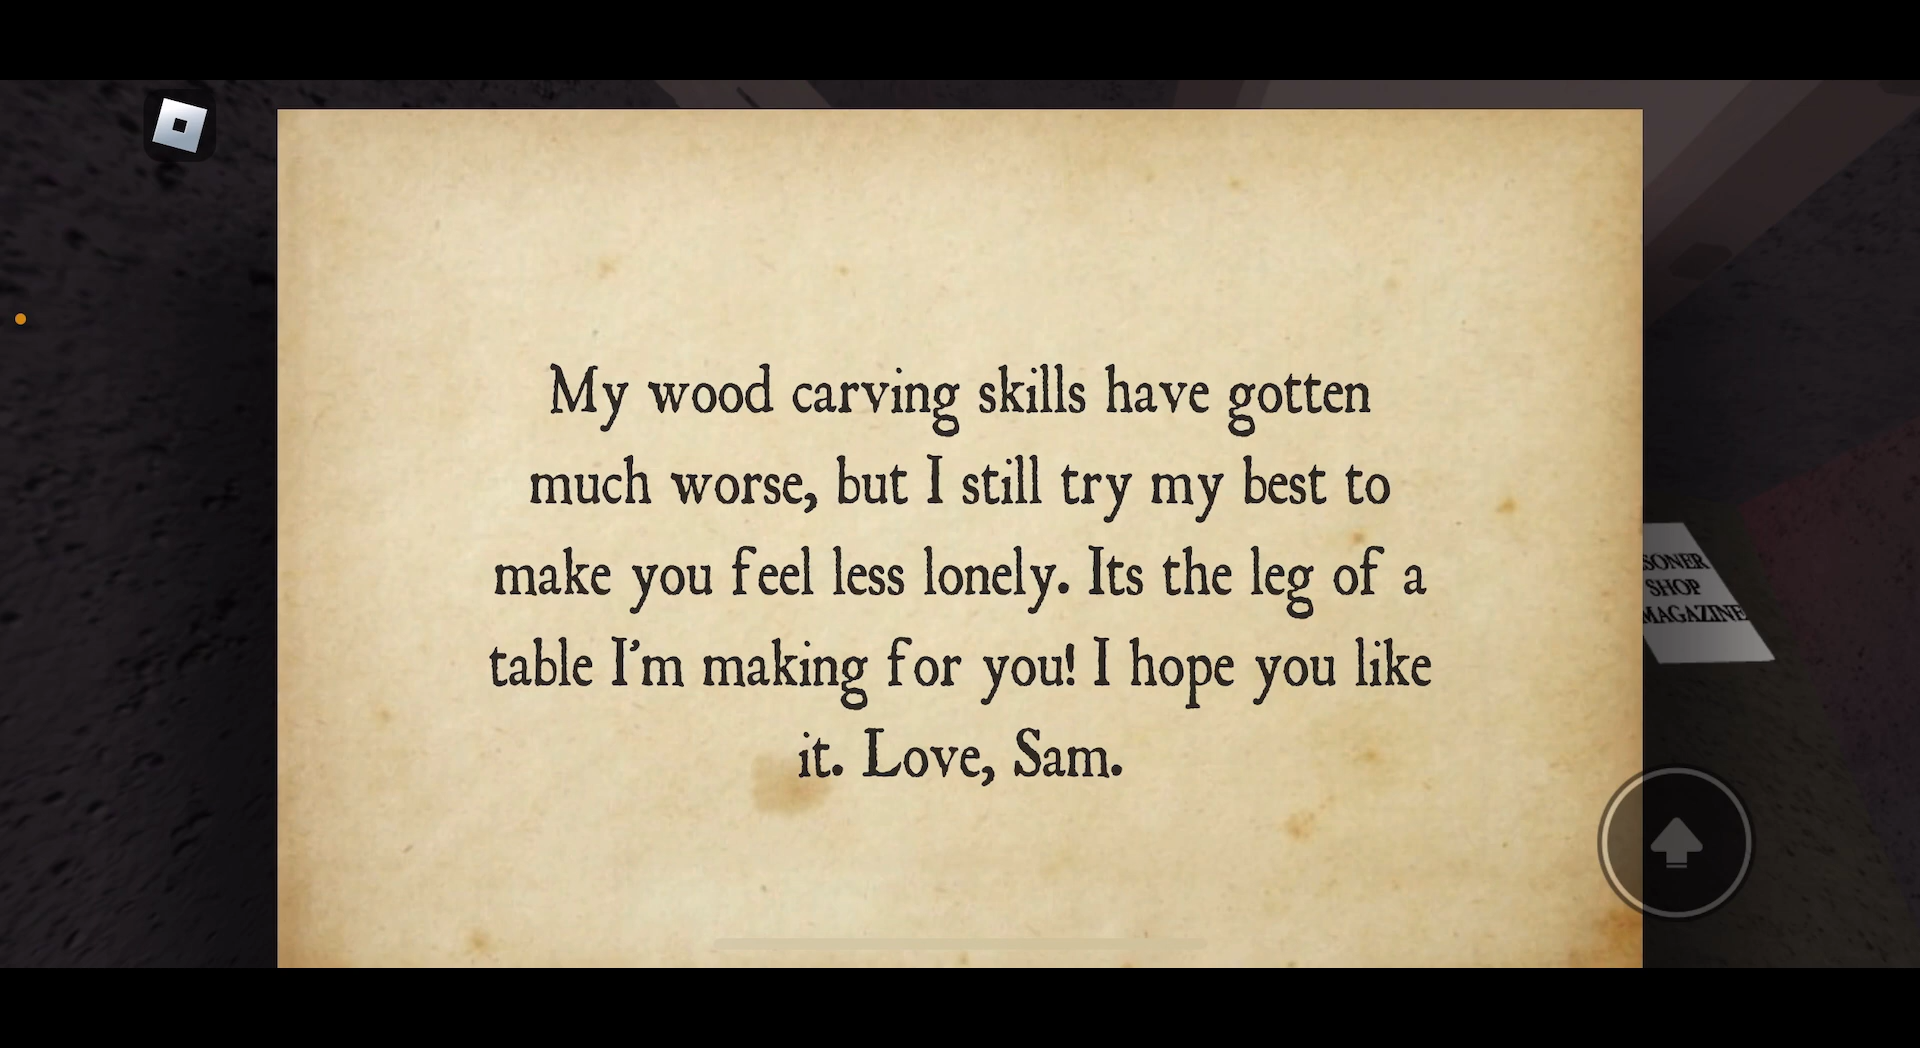 My wood carving skills have gotten
much worse, but I still try my best to
make you feel less lonely. Its the leg of a
table I'm making for you! I hope you like
it. Love, Sam.
SONER
SHOP
MAGAZINE